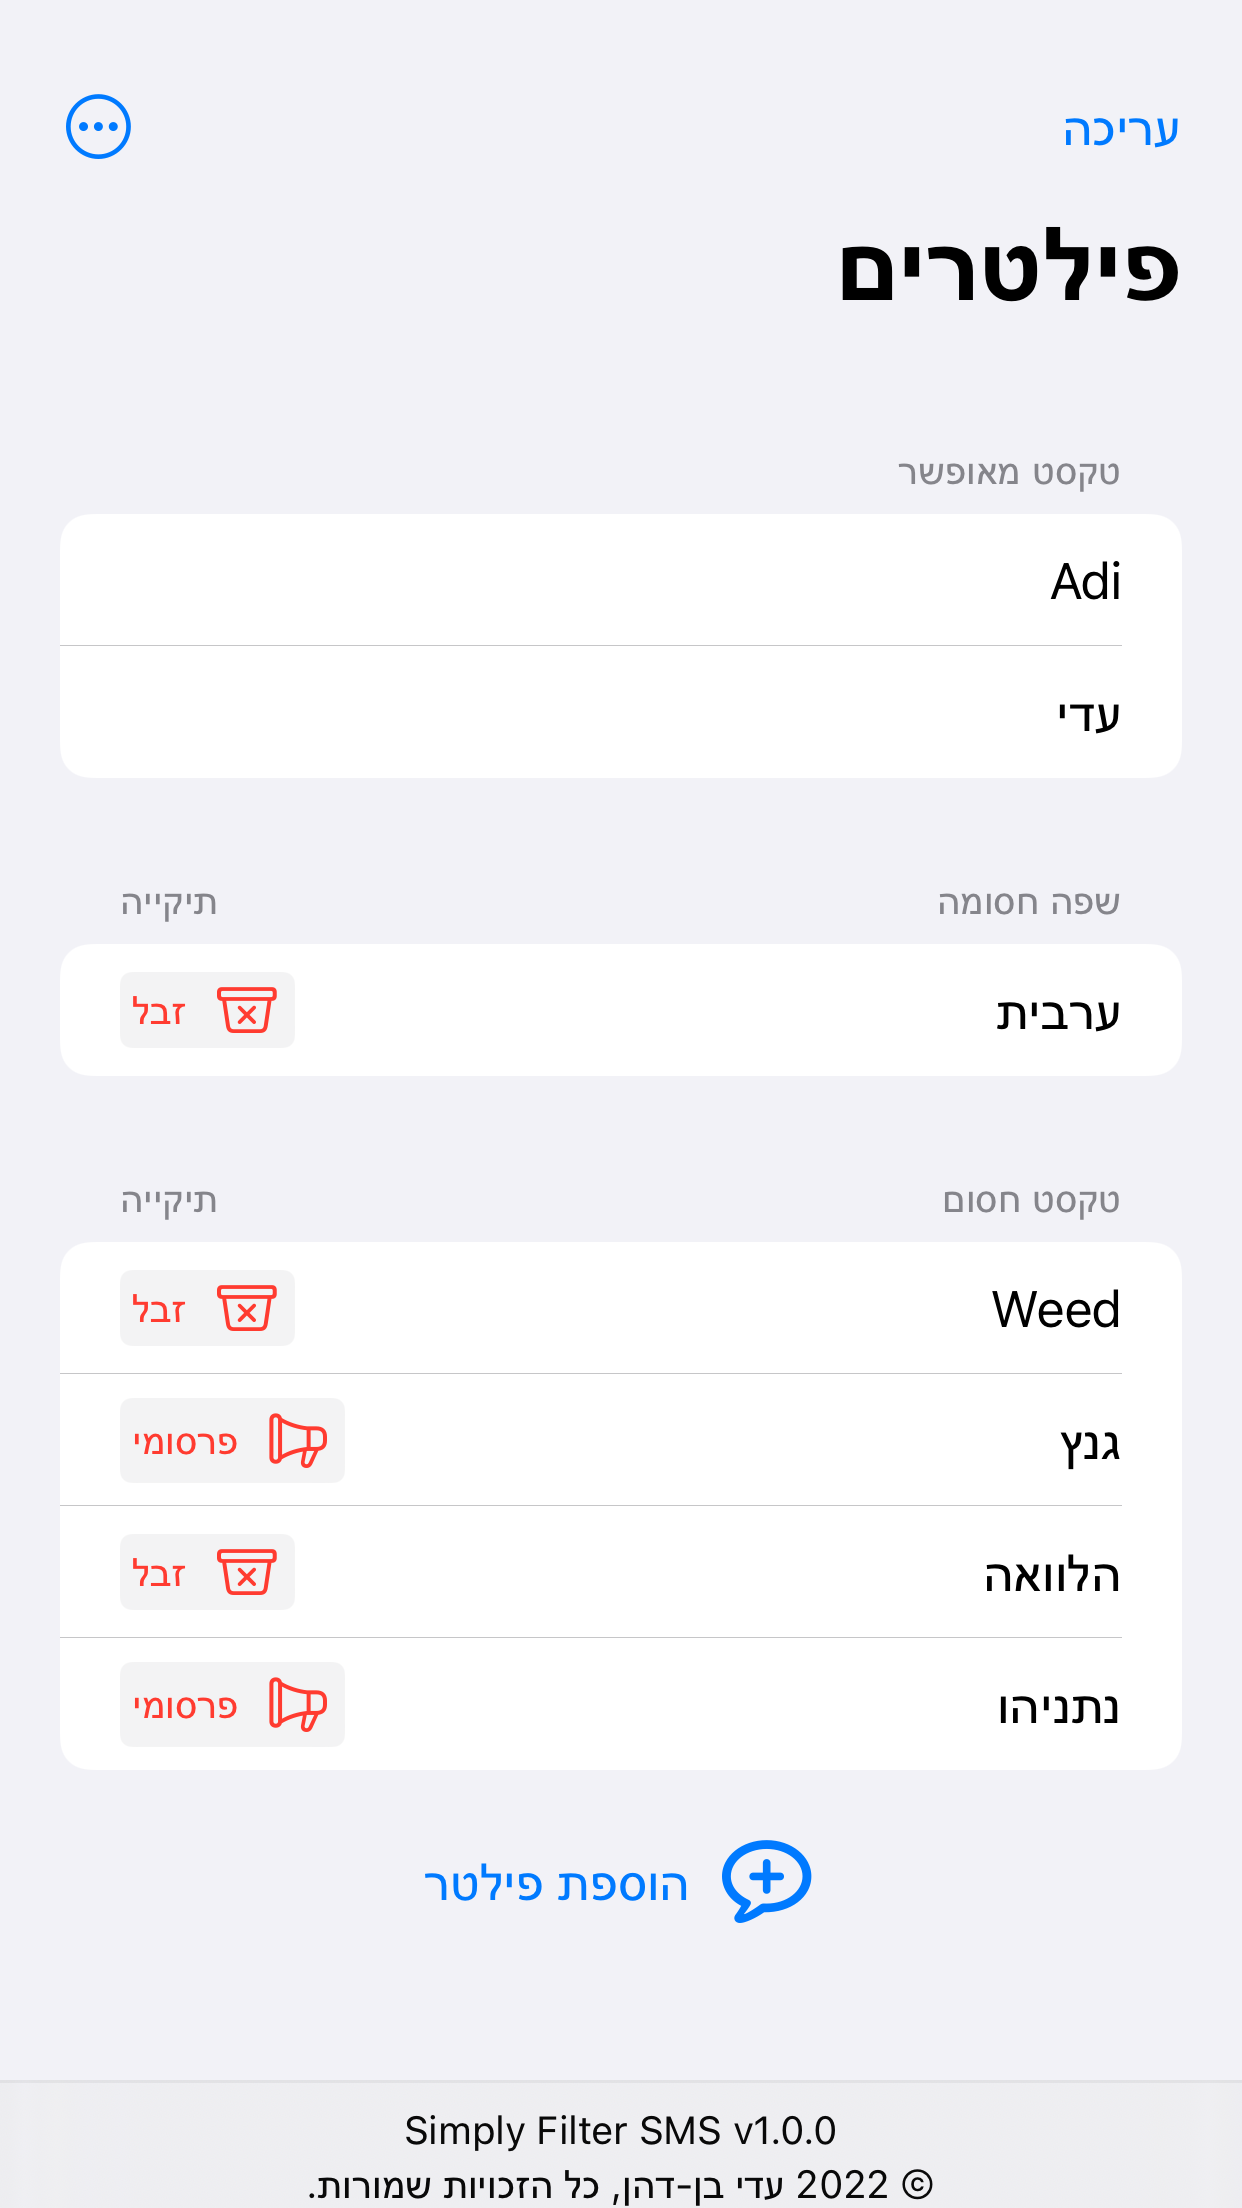 עריכה
פילטרים
טקסט מאופשר
Adi
עדי
שפה חסומה תיקייה
ערבית זבל
טקסט חסום תיקייה
Weed זבל
גנץ פרסומי
הלוואה זבל
נתניהו פרסומי
הוספת פילטר
Simply Filter SMS v1.0.0
© 2022 עדי בן-דהן, כל הזכויות שמורות.